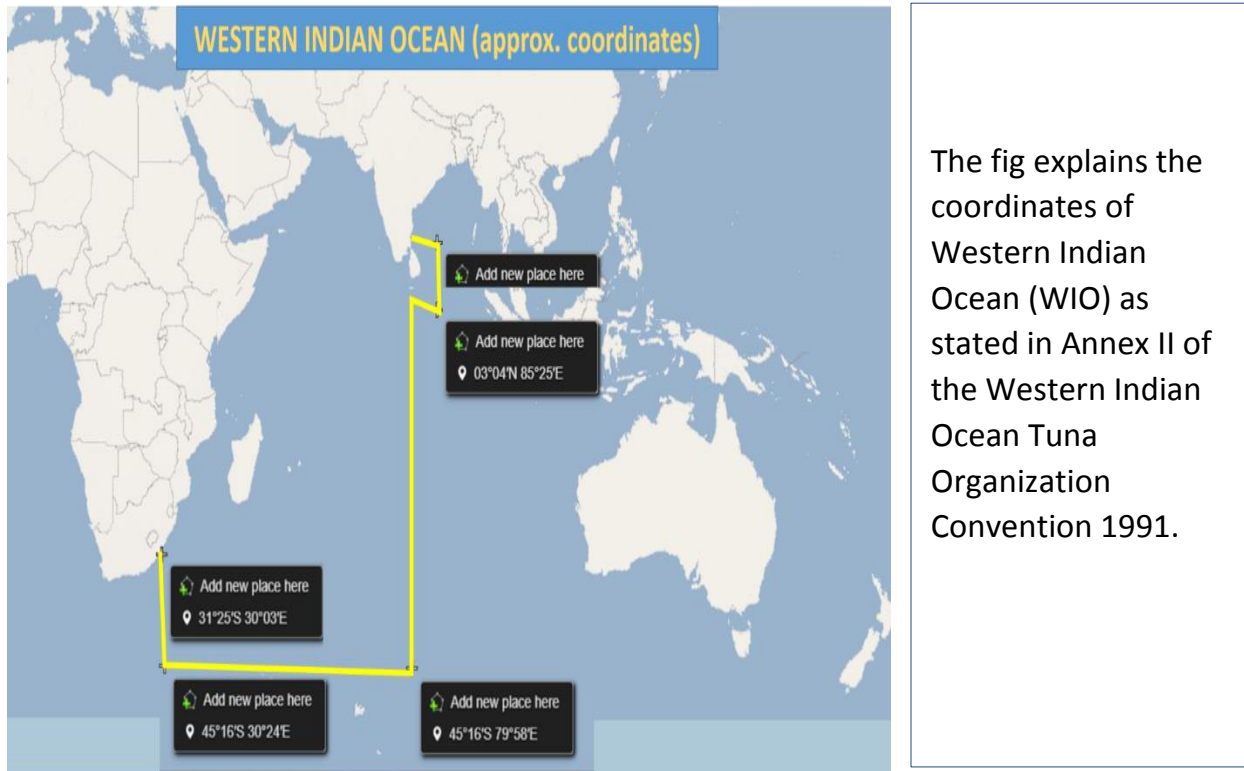 WESTERN INDIAN OCEAN (approx. coordinates)
Add new place here
Add new place here
03°04'N 85°25'E
Add new place here
31°25'S 30°03'E
Add new place here
45°16'S 30°24'E
Add new place here
45°16'S 79°58'E
The fig explains the
coordinates of
Western Indian
Ocean (WIO) as
stated in Annex II of
the Western Indian
Ocean Tuna
Organization
Convention 1991.